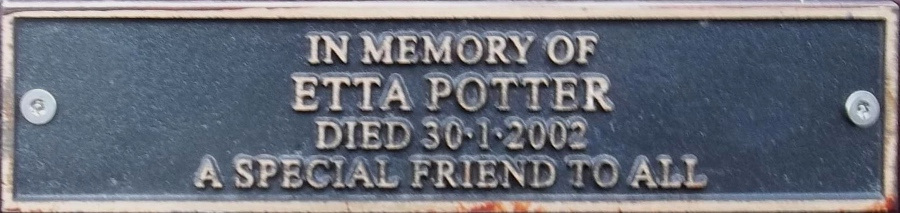 IN MEMORY OF
ETTA POTTER
DIED 30·1·2002
A SPECIAL FRIEND TO ALL